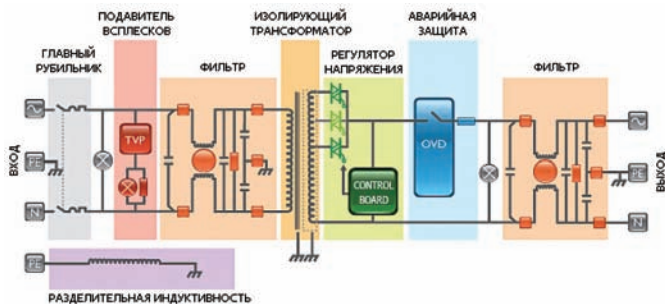 ПОДАВИТЕЛЬ
ВСПЛЕСКОВ
ИЗОЛИРУЮЩИЙ
ТРАНСФОРМАТОР
АВАРИЙНАЯ
ЗАЩИТА
ГЛАВНЫЙ
РУБИЛЬНИК
ФИЛЬТР
РЕГУЛЯТОР
НАПРЯЖЕНИЯ
ФИЛЬТР
ВХОД
PE
N
TVP
CONTROL
BOARD
OVD
PE
N
ВЫХОД
PE
РАЗДЕЛИТЕЛЬНАЯ ИНДУКТИВНОСТЬ